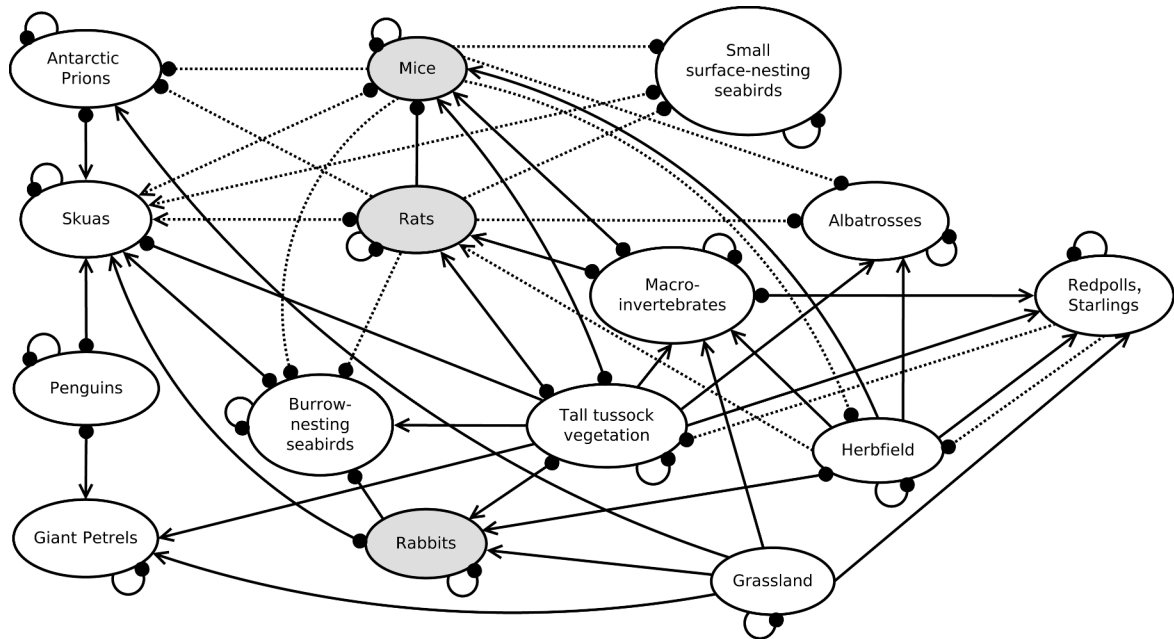 Antarctic
Prions
Mice
Small
surface-nesting
seabirds
Skuas
Rats
Albatrosses
Macro-
invertebrates
Redpolls,
Starlings
Penguins
Burrow-
nesting
seabirds
Tall tussock
vegetation
Herbfield
Giant Petrels
Rabbits
Grassland